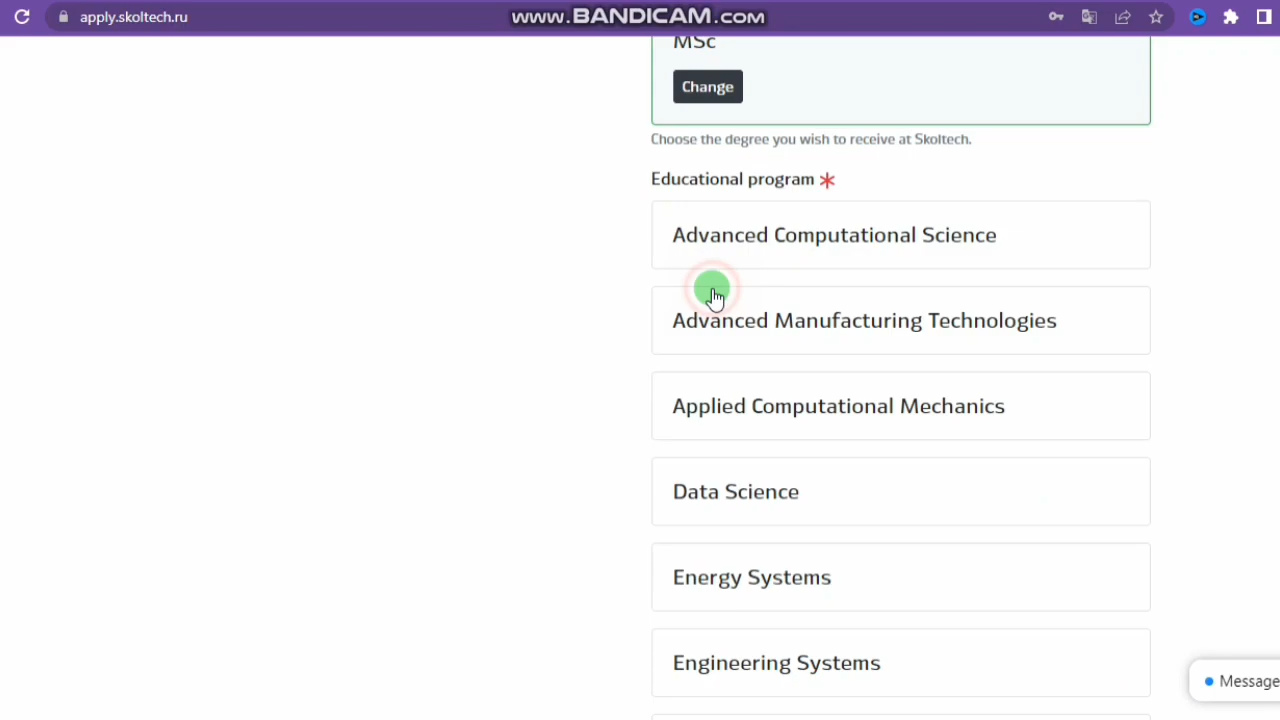 apply.skoltech.ru
www.BANDICAM.com
MSc
Change
Choose the degree you wish to receive at Skoltech.
Educational program *
Advanced Computational Science
Advanced Manufacturing Technologies
Applied Computational Mechanics
Data Science
Energy Systems
Engineering Systems
Message